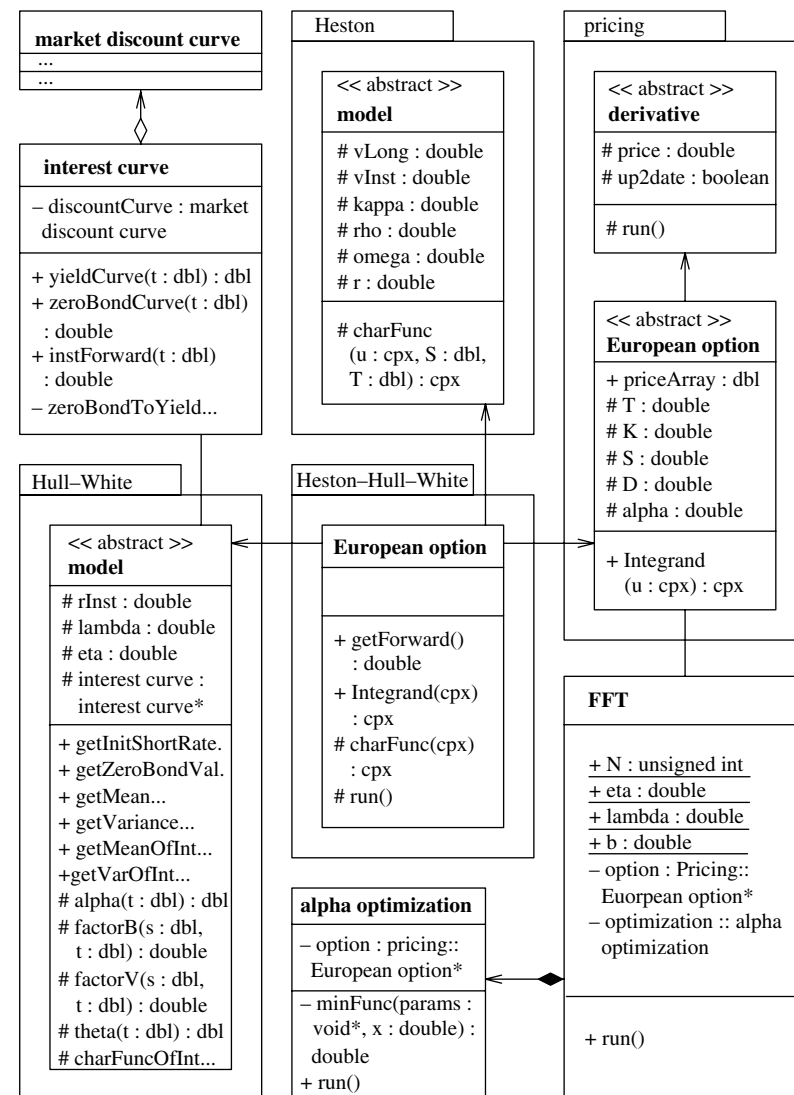 market discount curve
...
...
interest curve
– discountCurve : market
discount curve
+ yieldCurve(t : dbl) : dbl
+ zeroBondCurve(t : dbl)
: double
+ instForward(t : dbl)
: double
– zeroBondToYield...
Heston
<< abstract >>
model
# vLong : double
# vInst : double
# kappa : double
# rho : double
# omega : double
# r : double
# charFunc
(u : cpx, S : dbl,
T : dbl) : cpx
pricing
<< abstract >>
derivative
# price : double
# up2date : boolean
# run()
<< abstract >>
European option
+ priceArray : dbl
# T : double
# K : double
# S : double
# D : double
# alpha : double
+ Integrand
(u : cpx) : cpx
Hull–White
<< abstract >>
model
# rInst : double
# lambda : double
# eta : double
# interest curve :
interest curve*
+ getInitShortRate.
+ getZeroBondVal.
+ getMean...
+ getVariance...
+ getMeanOfInt...
+getVarOfInt...
# alpha(t : dbl) : dbl
# factorB(s : dbl,
t : dbl) : double
# factorV(s : dbl,
t : dbl) : double
# theta(t : dbl) : dbl
# charFuncOfInt...
Heston–Hull–White
European option
+ getForward()
: double
+ Integrand(cpx)
: cpx
# charFunc(cpx)
: cpx
# run()
alpha optimization
– option : pricing::
European option*
– minFunc(params :
void*, x : double) :
double
+ run()
FFT
+ N : unsigned int
+ eta : double
+ lambda : double
+ b : double
– option : Pricing::
Euorpean option*
– optimization :: alpha
optimization
+ run()